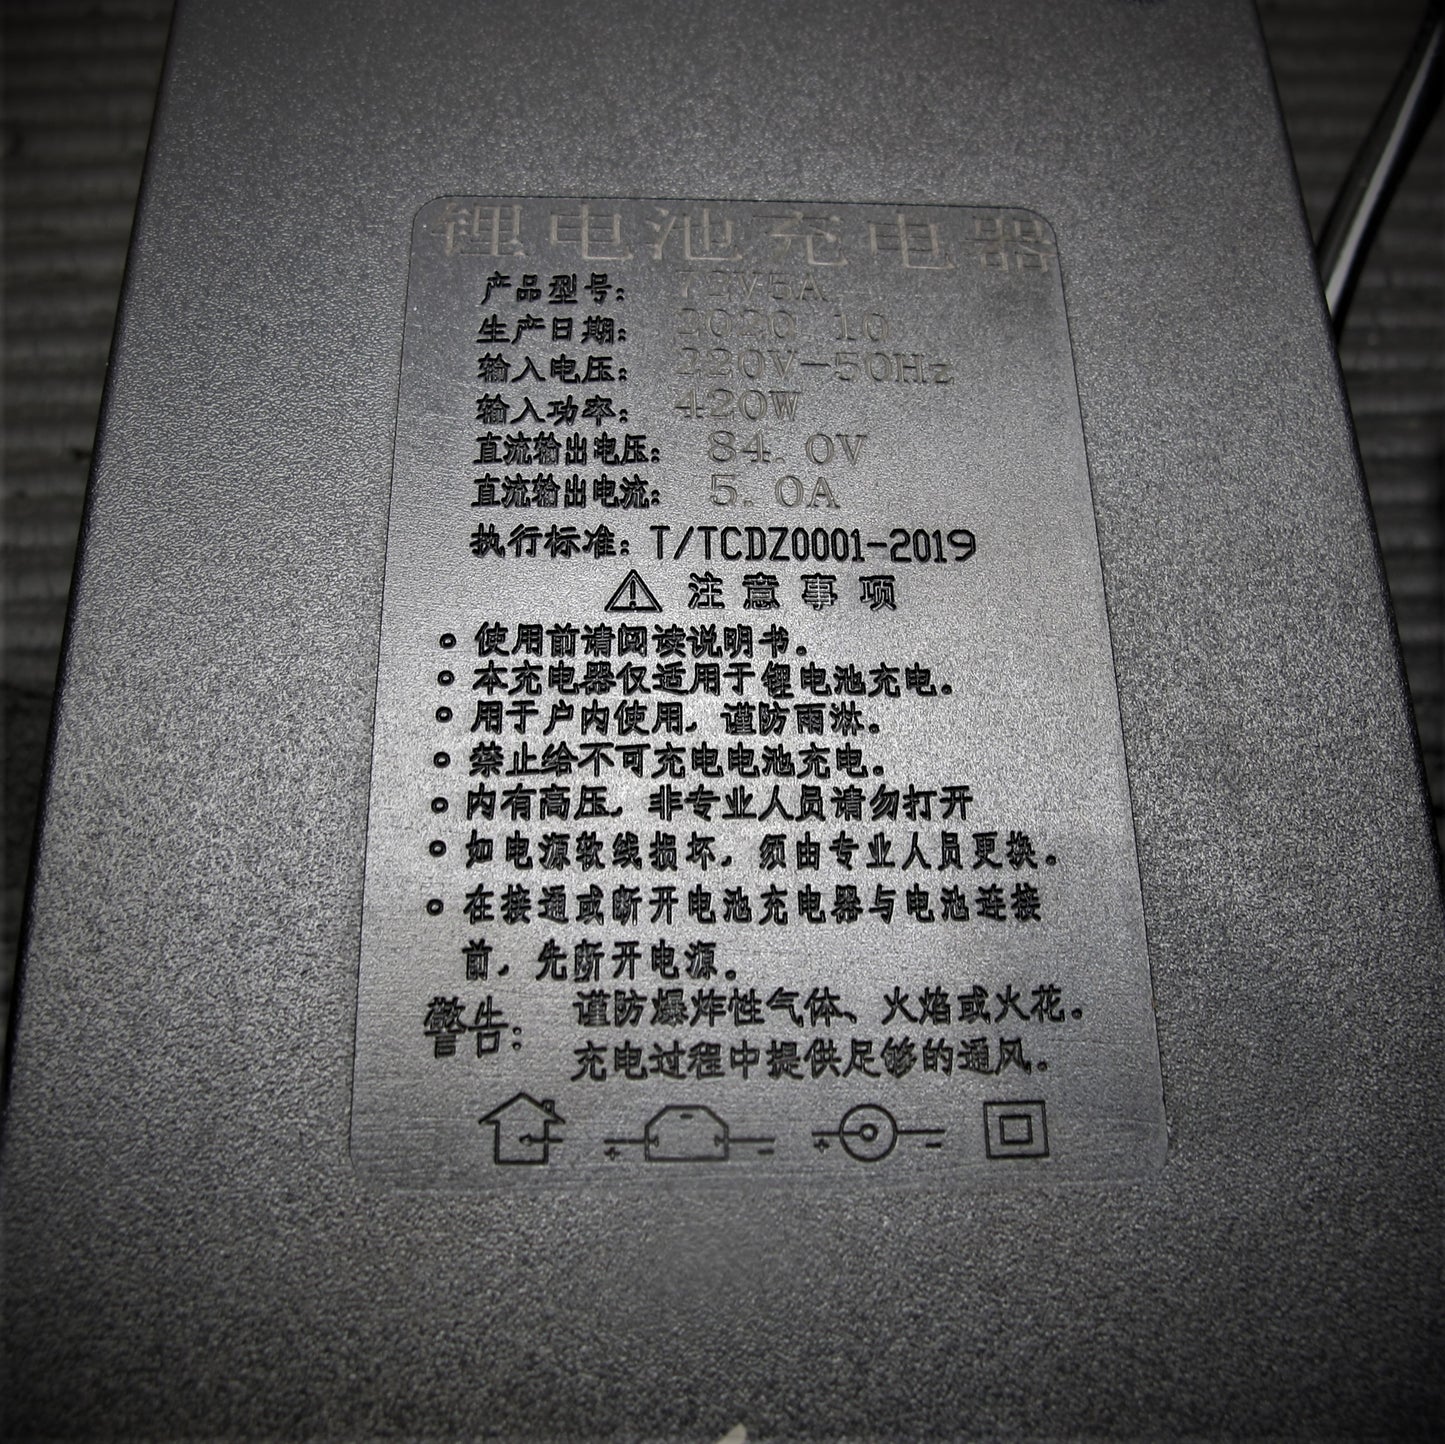 锂电池充电器
产品型号： 72V5A
生产日期： 2020.10
输入电压： 220V-50Hz
输入功率： 420W
直流输出电压： 84.0V
直流输出电流： 5.0A
执行标准：T/TCDZ0001-2019
注意事项
使用前请阅读说明书。
本充电器仅适用于锂电池充电。
用于户内使用，谨防雨淋。
禁止给不可充电电池充电。
内有高压，非专业人员请勿打开
如电源软线损坏，须由专业人员更换。
在接通或断开电池充电器与电池连接
前，先断开电源。
警告： 谨防爆炸性气体、火焰或火花。
充电过程中提供足够的通风。